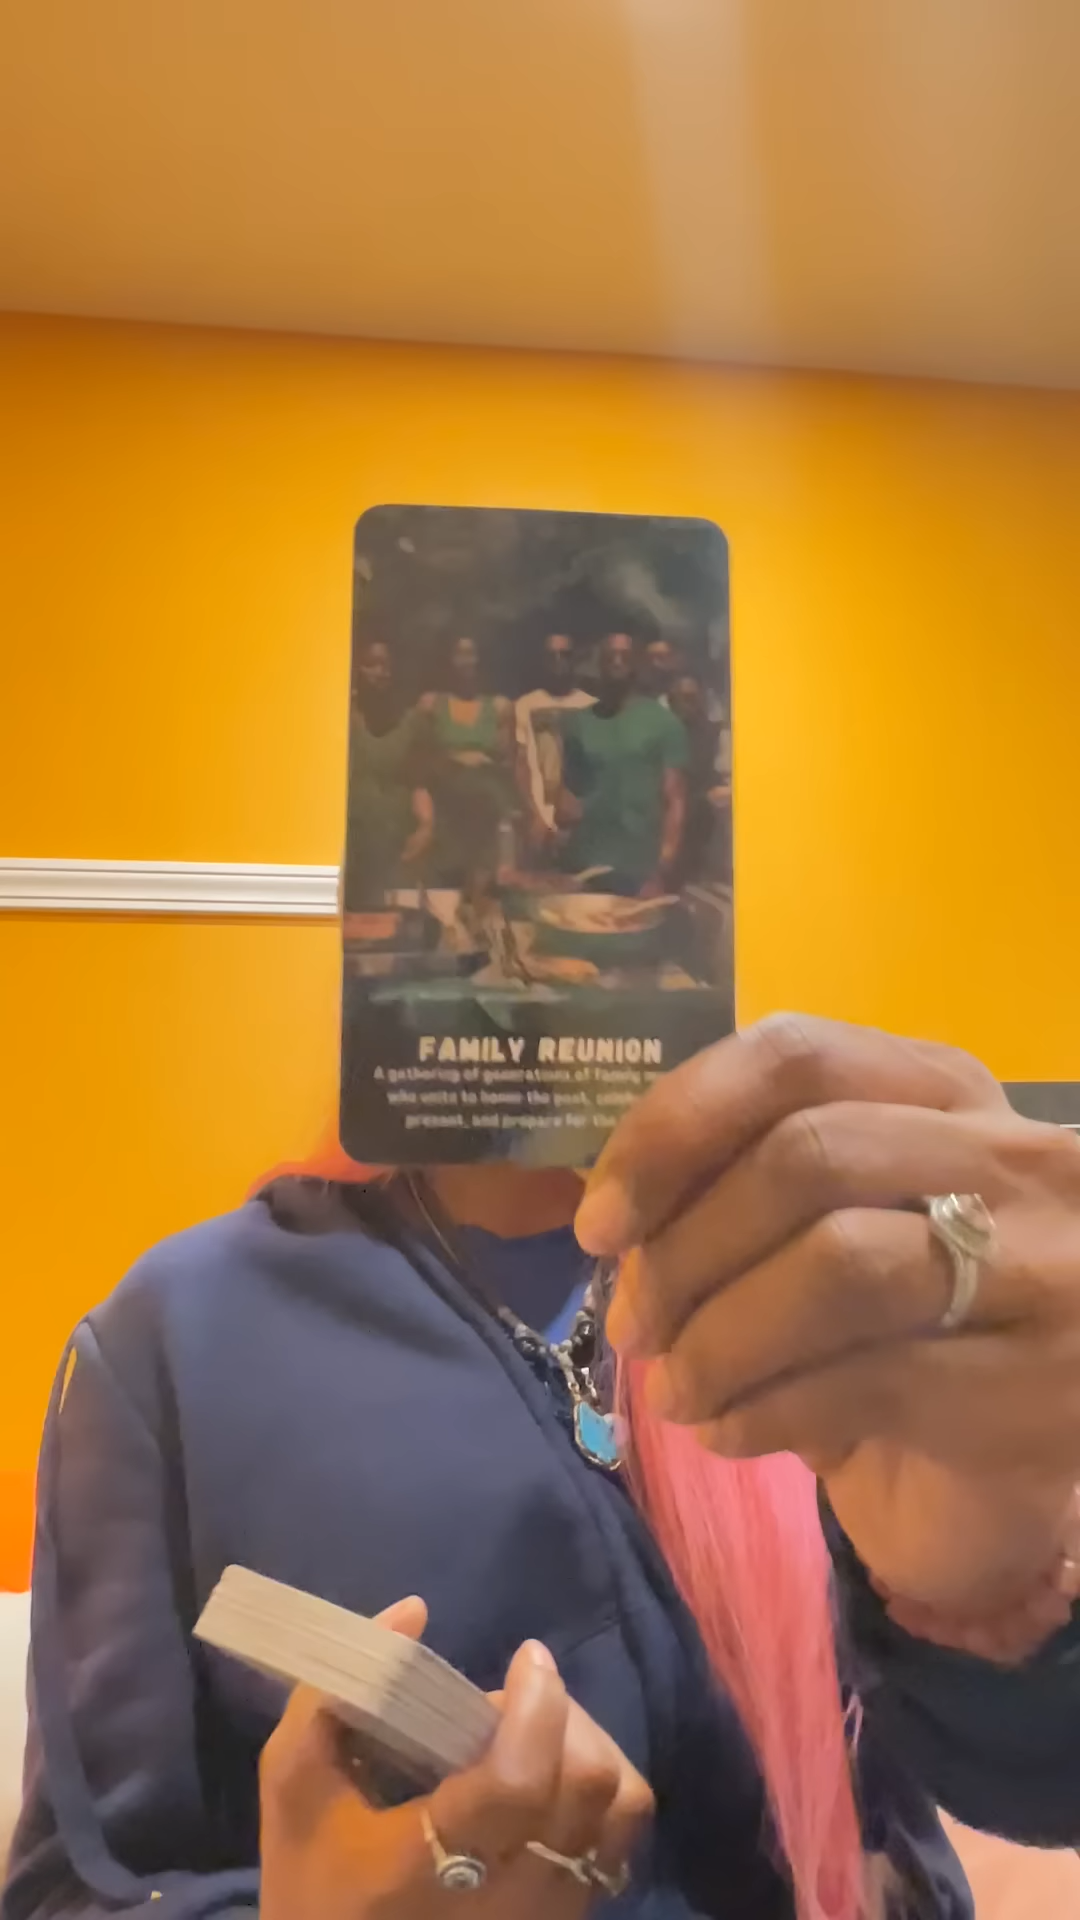 FAMILY REUNION
A gathering of generations of family
who unite to honor the past,
present, and prepare for the